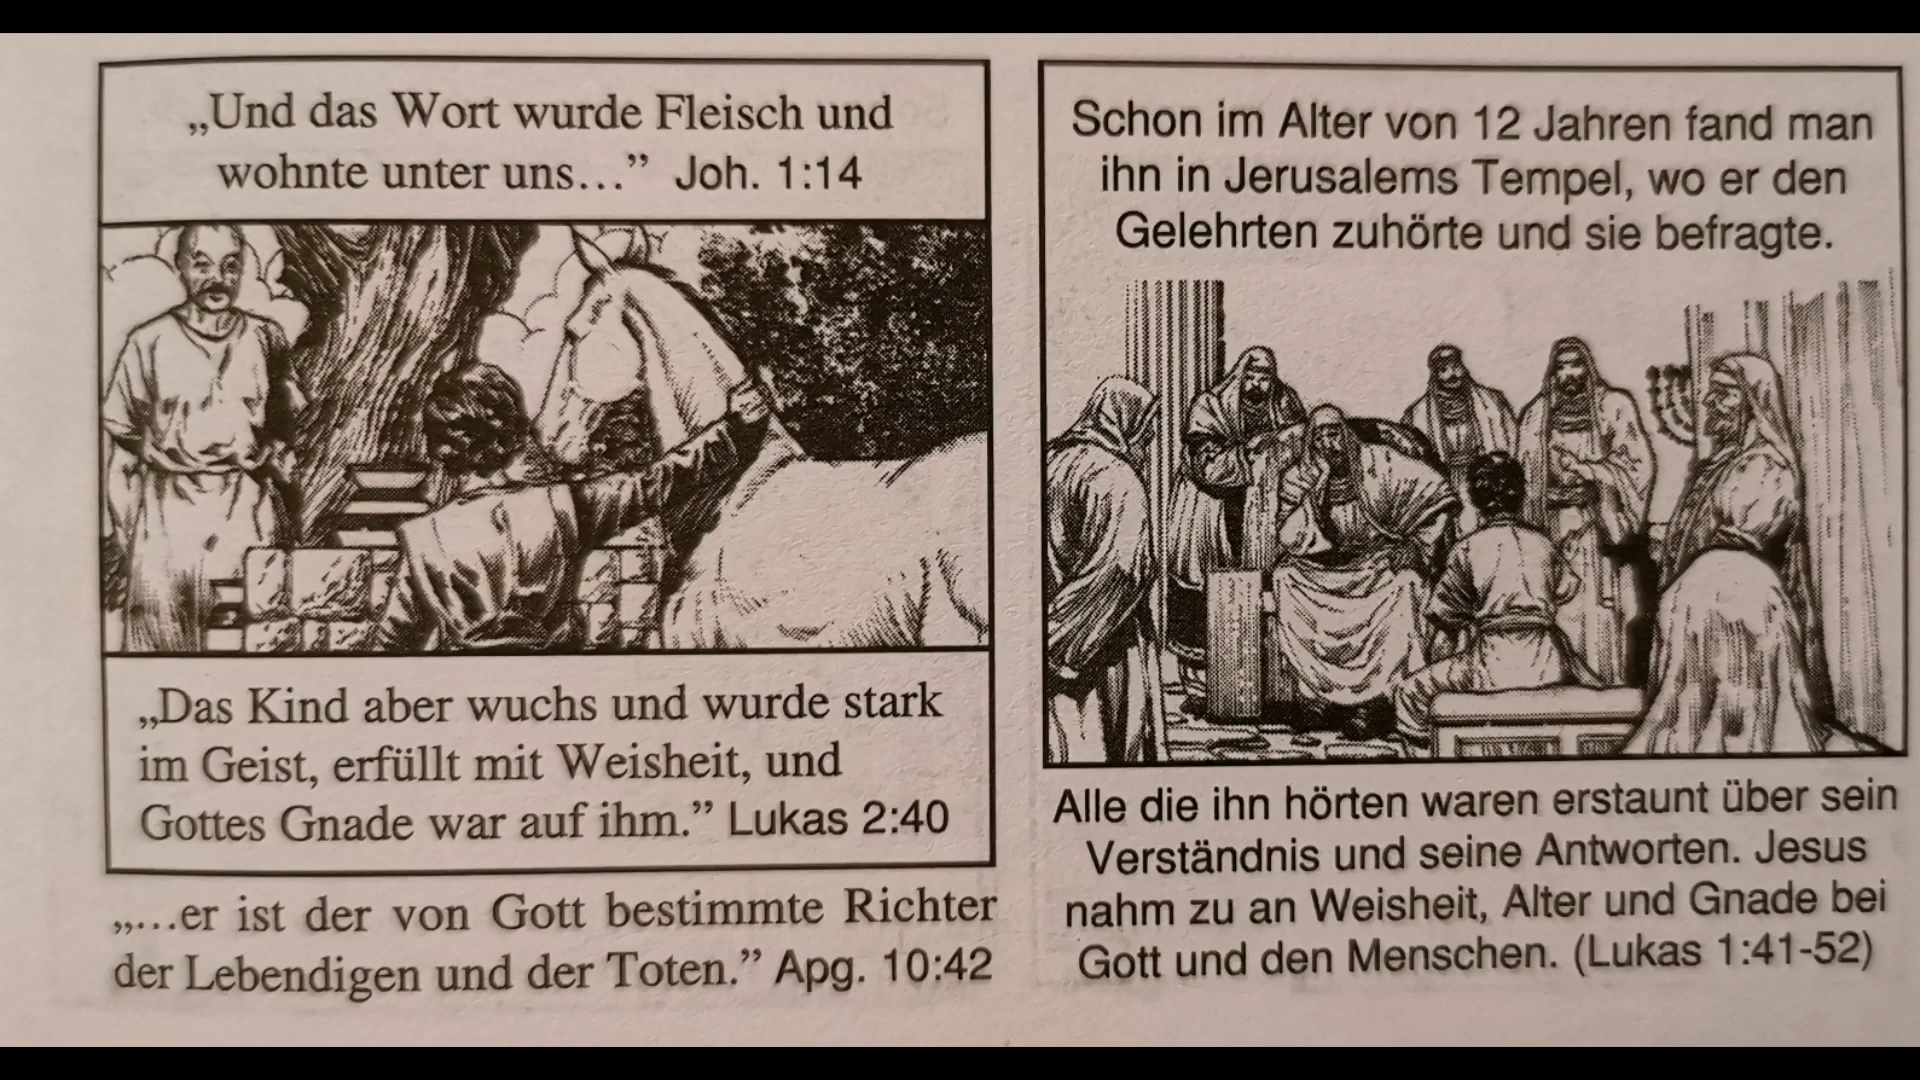 „Und das Wort wurde Fleisch und
wohnte unter uns…” Joh. 1:14
„Das Kind aber wuchs und wurde stark
im Geist, erfüllt mit Weisheit, und
Gottes Gnade war auf ihm.” Lukas 2:40
„…er ist der von Gott bestimmte Richter
der Lebendigen und der Toten.” Apg. 10:42
Schon im Alter von 12 Jahren fand man
ihn in Jerusalems Tempel, wo er den
Gelehrten zuhörte und sie befragte.
Alle die ihn hörten waren erstaunt über sein
Verständnis und seine Antworten. Jesus
nahm zu an Weisheit, Alter und Gnade bei
Gott und den Menschen. (Lukas 1:41-52)